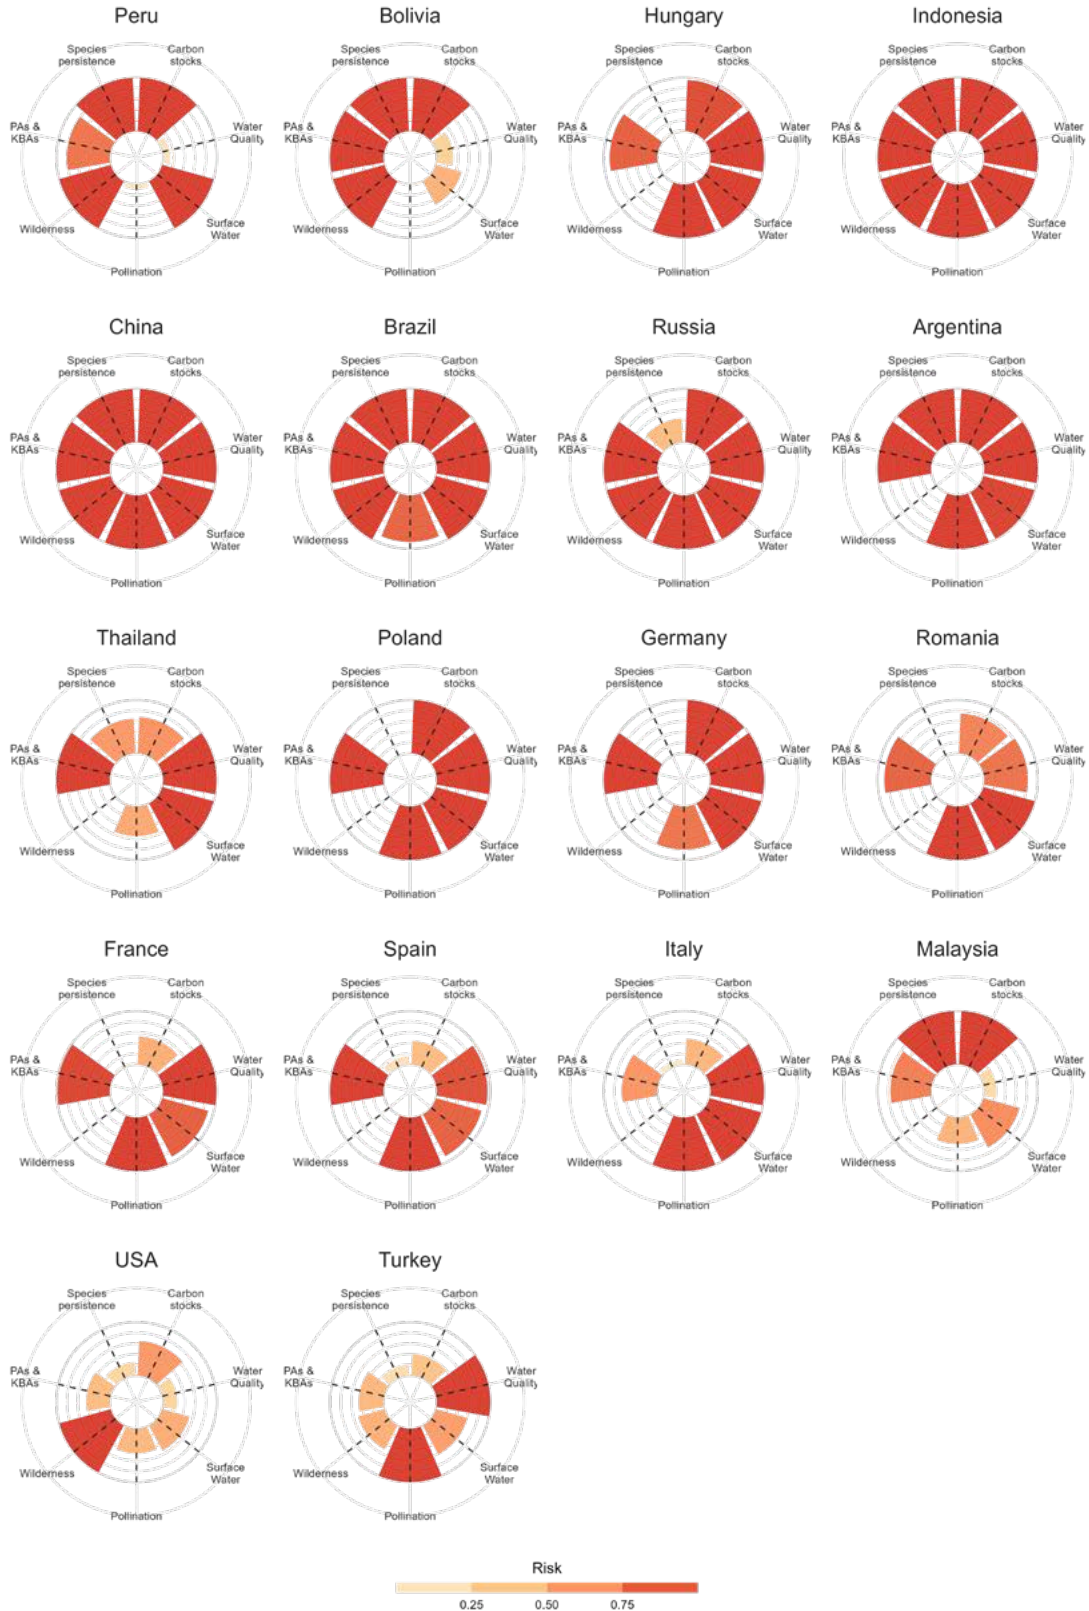 Peru
Bolivia
Hungary
Indonesia
Species
persistence
Carbon
stocks
PAs &
KBAs
Water
Quality
Wilderness
Surface
Water
Pollination
Species
persistence
Carbon
stocks
PAs &
KBAs
Water
Quality
Wilderness
Surface
Water
Pollination
Species
persistence
Carbon
stocks
PAs &
KBAs
Water
Quality
Wilderness
Surface
Water
Pollination
Species
persistence
Carbon
stocks
PAs &
KBAs
Water
Quality
Wilderness
Surface
Water
Pollination
China
Brazil
Russia
Argentina
Species
persistence
Carbon
stocks
PAs &
KBAs
Water
Quality
Wilderness
Surface
Water
Pollination
Species
persistence
Carbon
stocks
PAs &
KBAs
Water
Quality
Wilderness
Surface
Water
Pollination
Species
persistence
Carbon
stocks
PAs &
KBAs
Water
Quality
Wilderness
Surface
Water
Pollination
Species
persistence
Carbon
stocks
PAs &
KBAs
Water
Quality
Wilderness
Surface
Water
Pollination
Thailand
Poland
Germany
Romania
Species
persistence
Carbon
stocks
PAs &
KBAs
Water
Quality
Wilderness
Surface
Water
Pollination
Species
persistence
Carbon
stocks
PAs &
KBAs
Water
Quality
Wilderness
Surface
Water
Pollination
Species
persistence
Carbon
stocks
PAs &
KBAs
Water
Quality
Wilderness
Surface
Water
Pollination
Species
persistence
Carbon
stocks
PAs &
KBAs
Water
Quality
Wilderness
Surface
Water
Pollination
France
Spain
Italy
Malaysia
Species
persistence
Carbon
stocks
PAs &
KBAs
Water
Quality
Wilderness
Surface
Water
Pollination
Species
persistence
Carbon
stocks
PAs &
KBAs
Water
Quality
Wilderness
Surface
Water
Pollination
Species
persistence
Carbon
stocks
PAs &
KBAs
Water
Quality
Wilderness
Surface
Water
Pollination
Species
persistence
Carbon
stocks
PAs &
KBAs
Water
Quality
Wilderness
Surface
Water
Pollination
USA
Turkey
Species
persistence
Carbon
stocks
PAs &
KBAs
Water
Quality
Wilderness
Surface
Water
Pollination
Species
persistence
Carbon
stocks
PAs &
KBAs
Water
Quality
Wilderness
Surface
Water
Pollination
Risk
0.25 0.50 0.75